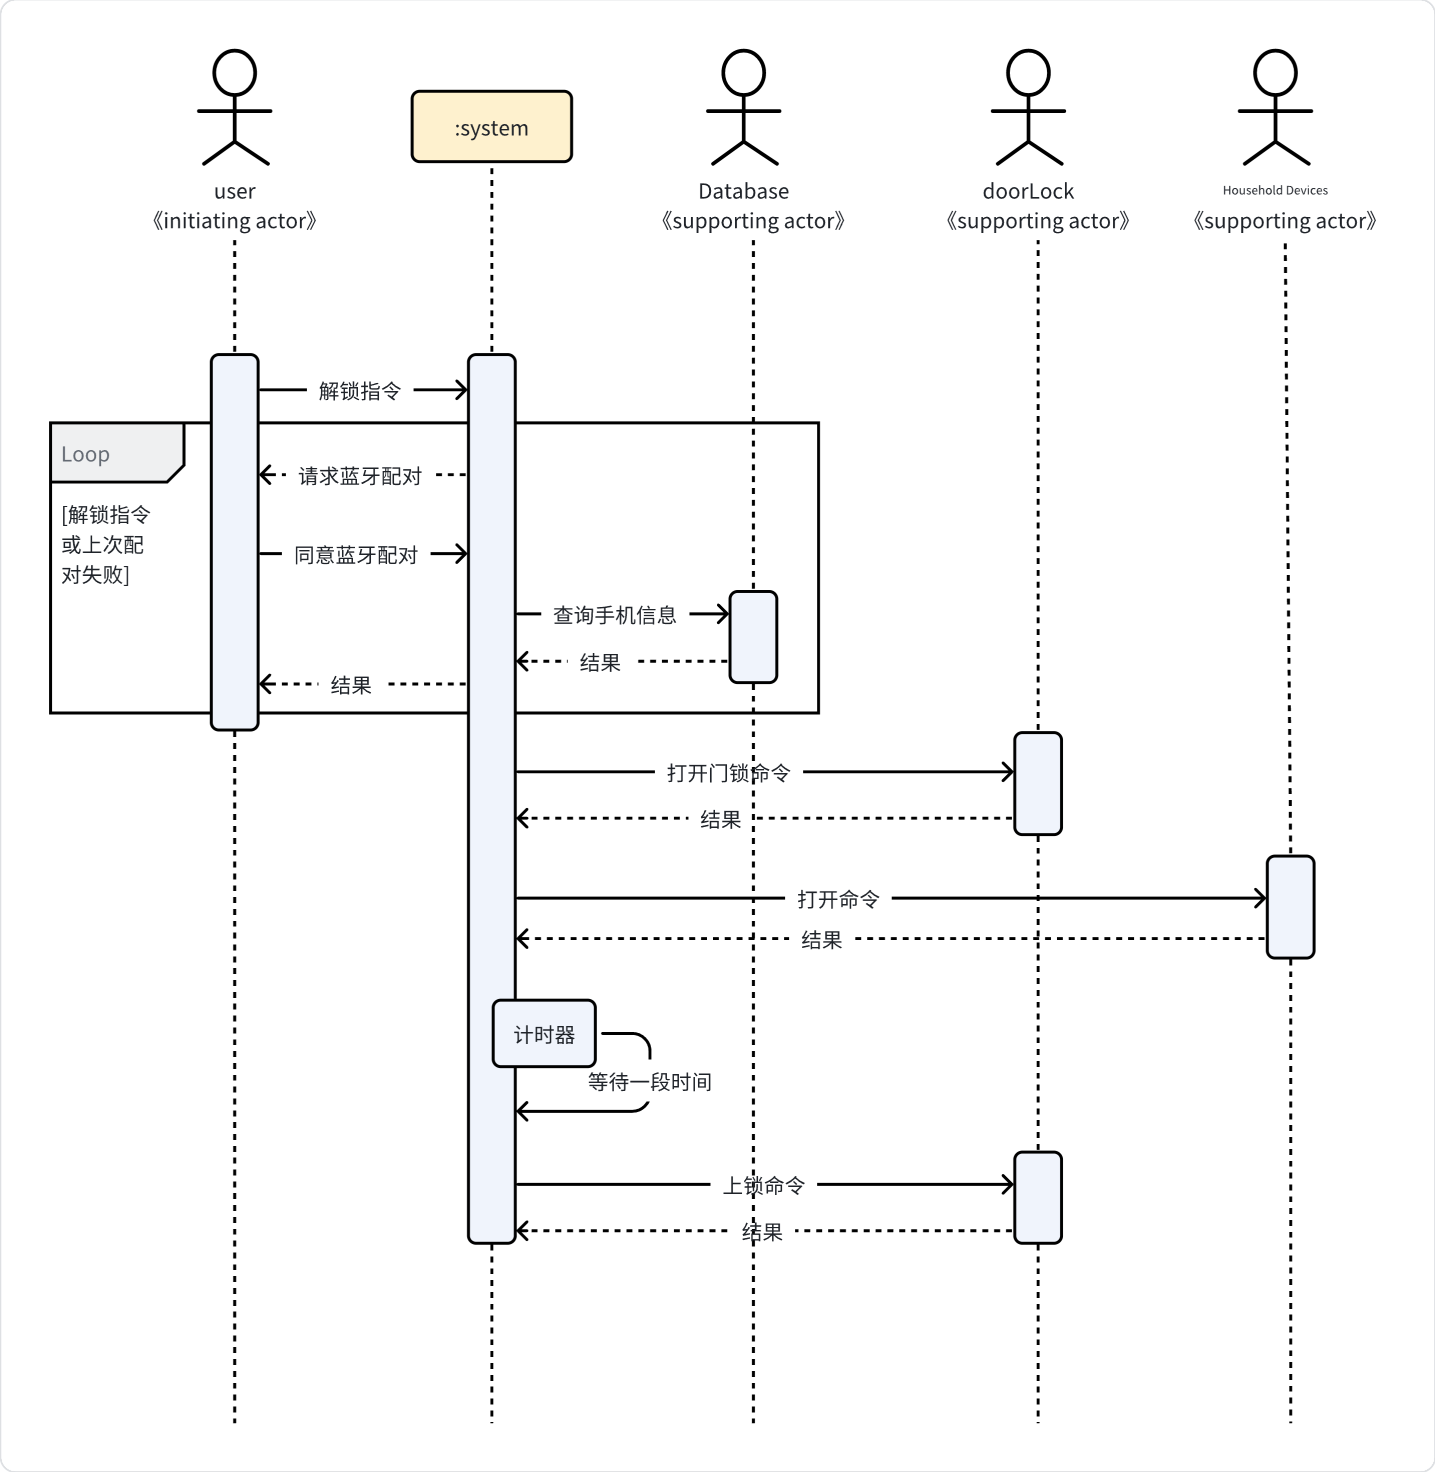 :system
user
《initiating actor》
Database
《supporting actor》
doorLock
《supporting actor》
Household Devices
《supporting actor》
解锁指令
Loop
[解锁指令
或上次配
对失败]
请求蓝牙配对
同意蓝牙配对
查询手机信息
结果
结果
打开门锁命令
结果
打开命令
结果
计时器
等待一段时间
上锁命令
结果